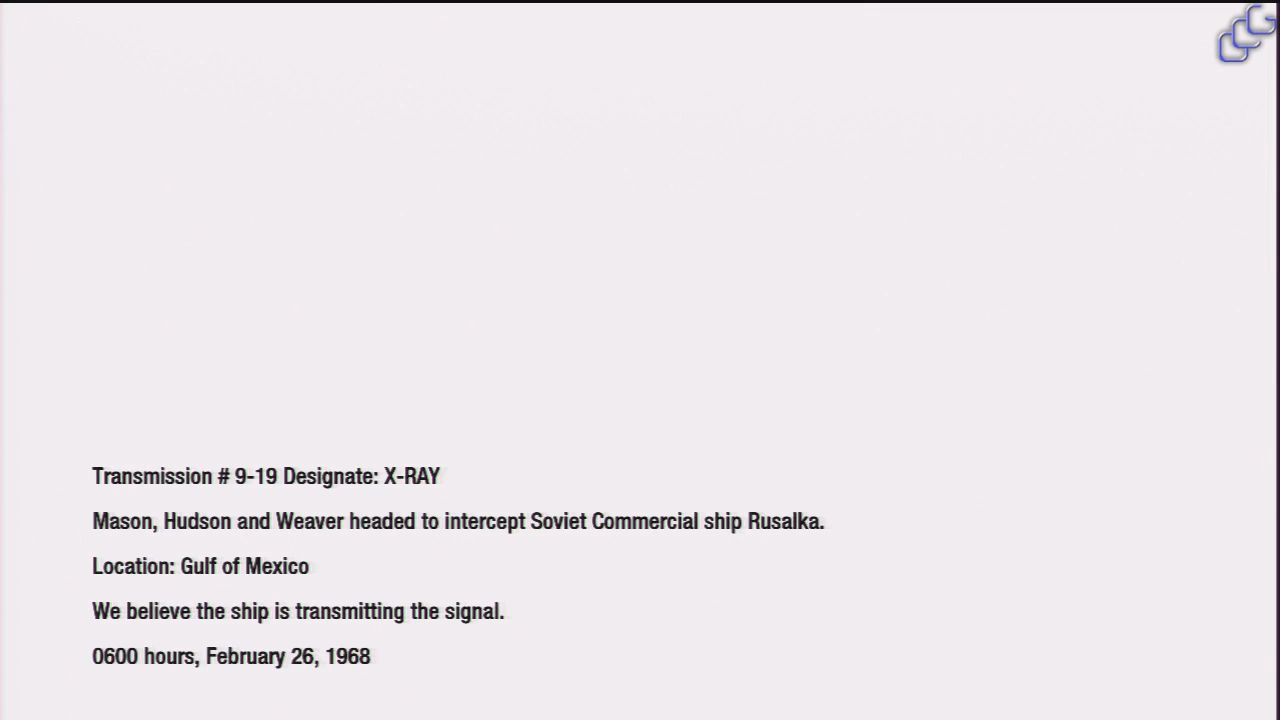 Transmission # 9-19 Designate: X-RAY
Mason, Hudson and Weaver headed to intercept Soviet Commercial ship Rusalka.
Location: Gulf of Mexico
We believe the ship is transmitting the signal.
0600 hours, February 26, 1968